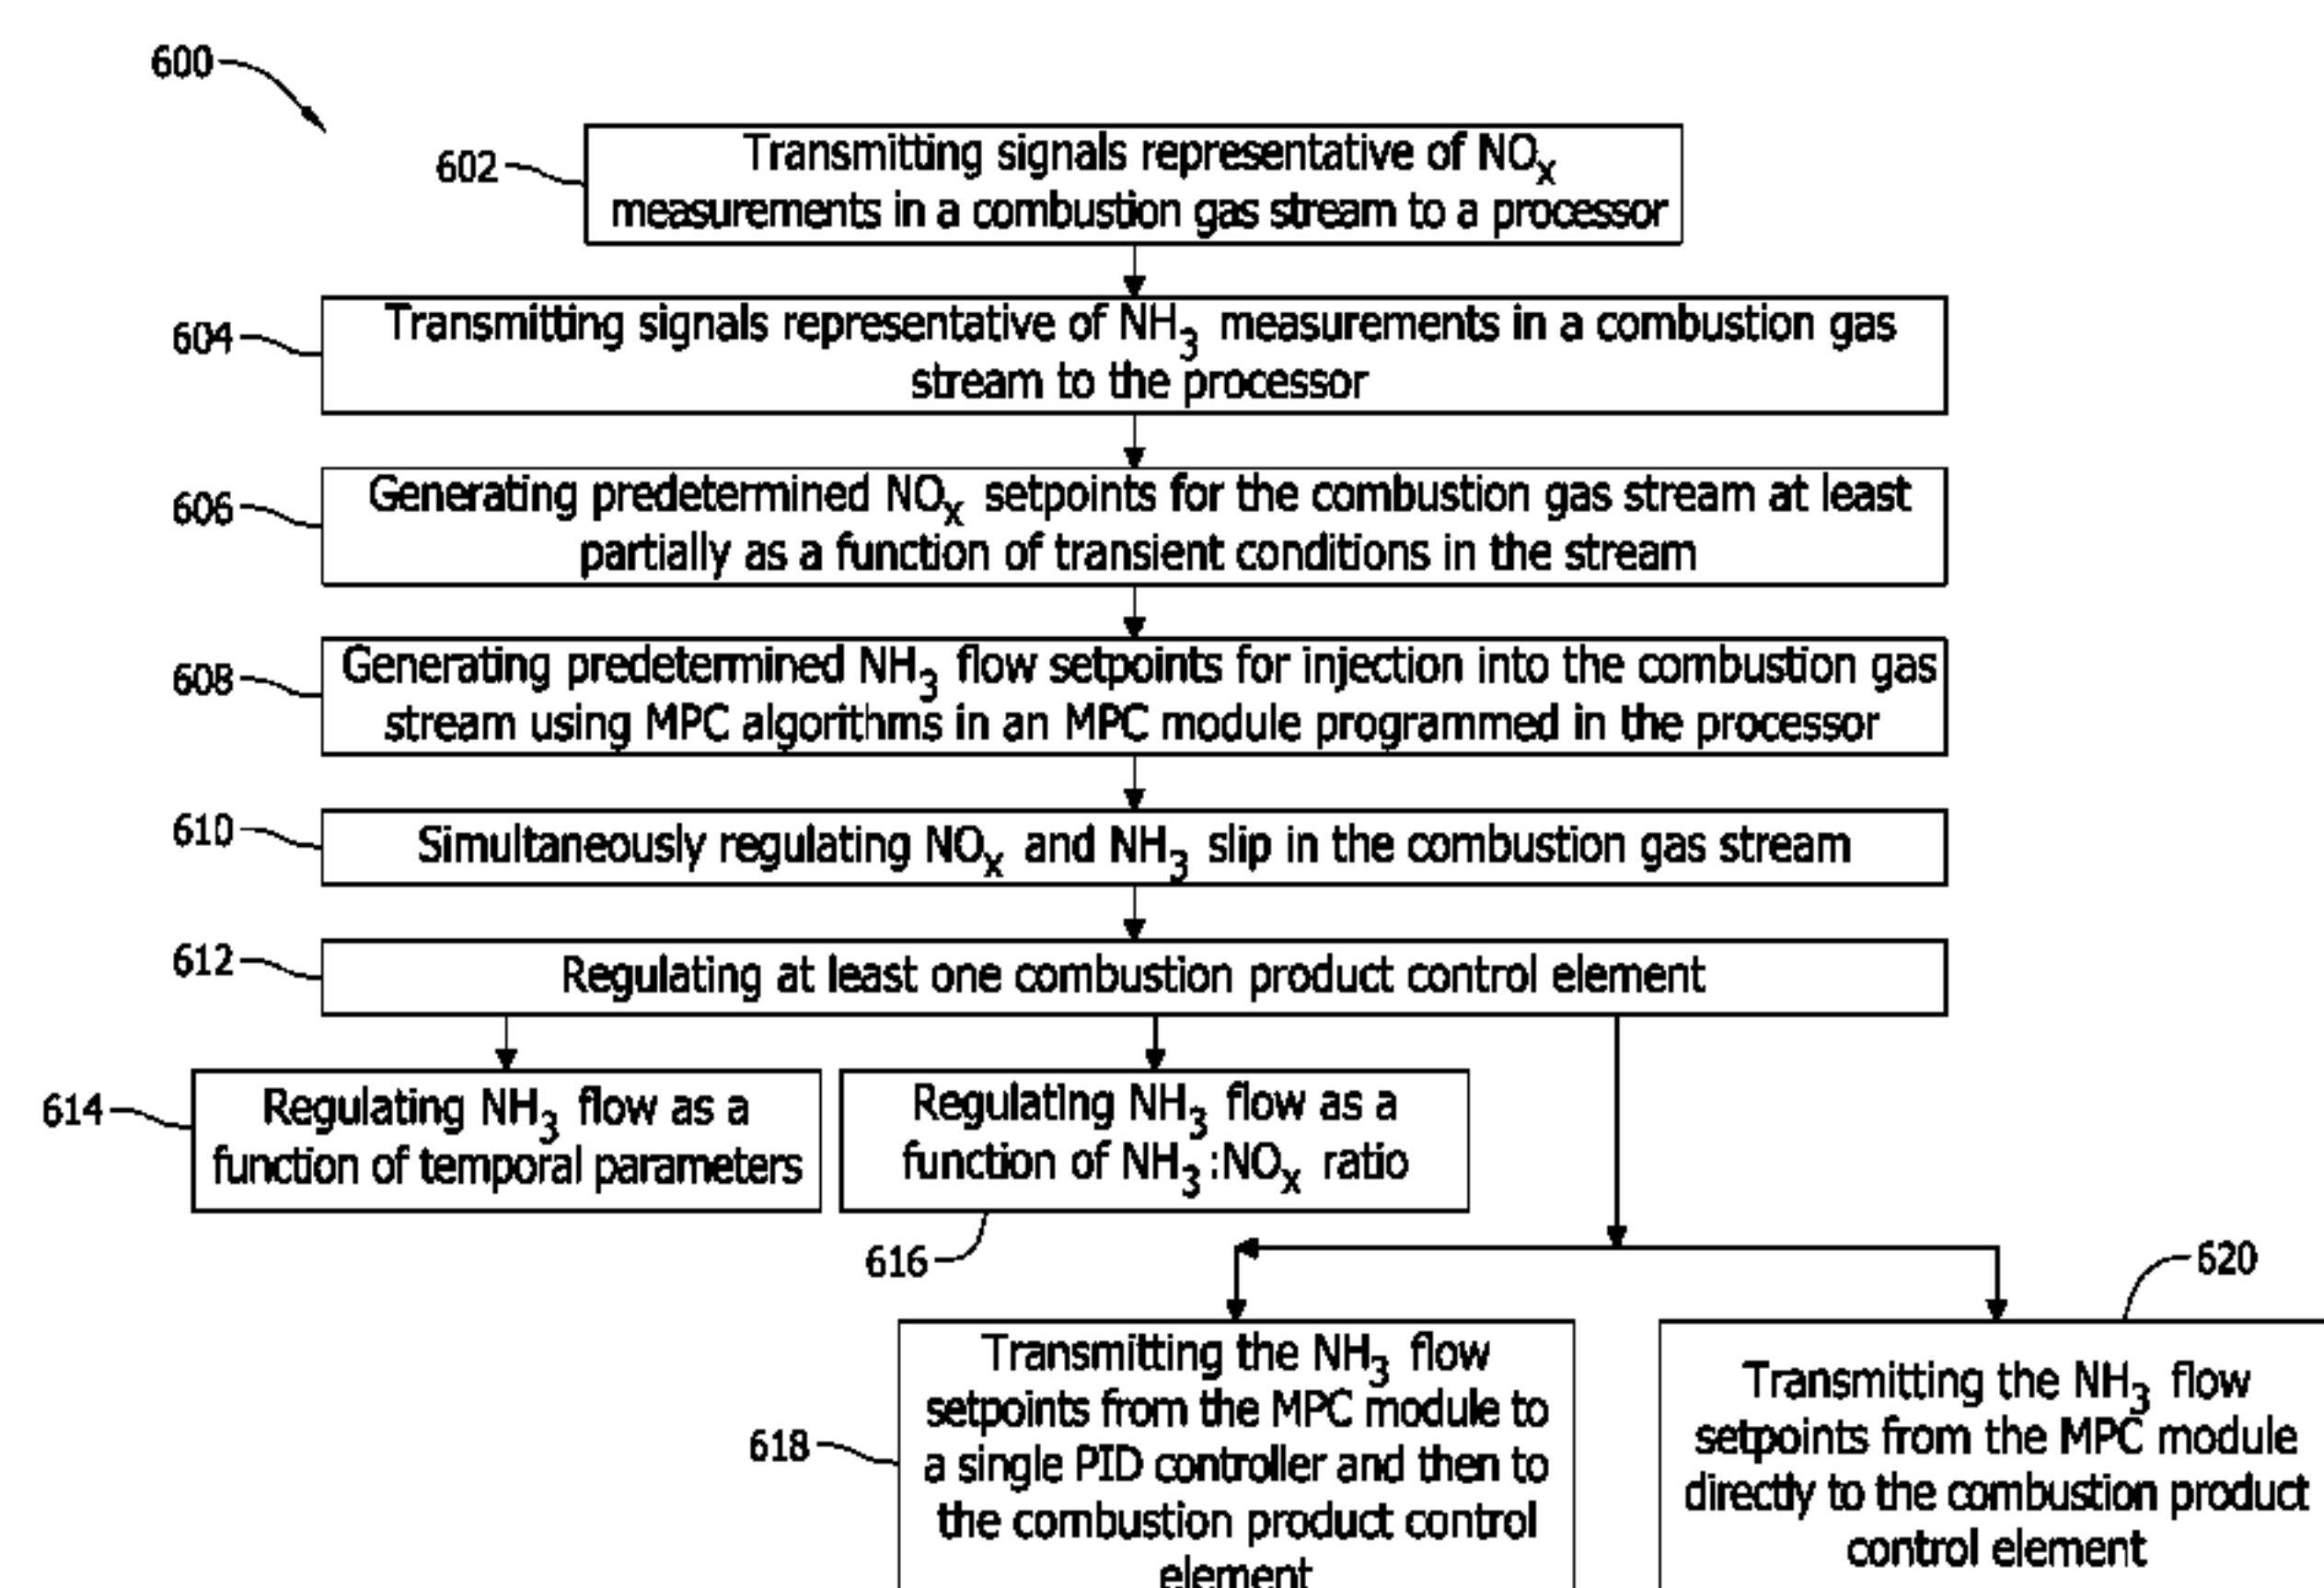 600
602
Transmitting signals representative of NOx
measurements in a combustion gas stream to a processor
604
Transmitting signals representative of NH3 measurements in a combustion gas
stream to the processor
606
Generating predetermined NOx setpoints for the combustion gas stream at least
partially as a function of transient conditions in the stream
608
Generating predetermined NH3 flow setpoints for injection into the combustion gas
stream using MPC algorithms in an MPC module programmed in the processor
610
Simultaneously regulating NOx and NH3 slip in the combustion gas stream
612
Regulating at least one combustion product control element
614
Regulating NH3 flow as a
function of temporal parameters
Regulating NH3 flow as a
function of NH3:NOx ratio
616
618
Transmitting the NH3 flow
setpoints from the MPC module to
a single PID controller and then to
the combustion product control
element
620
Transmitting the NH3 flow
setpoints from the MPC module
directly to the combustion product
control element